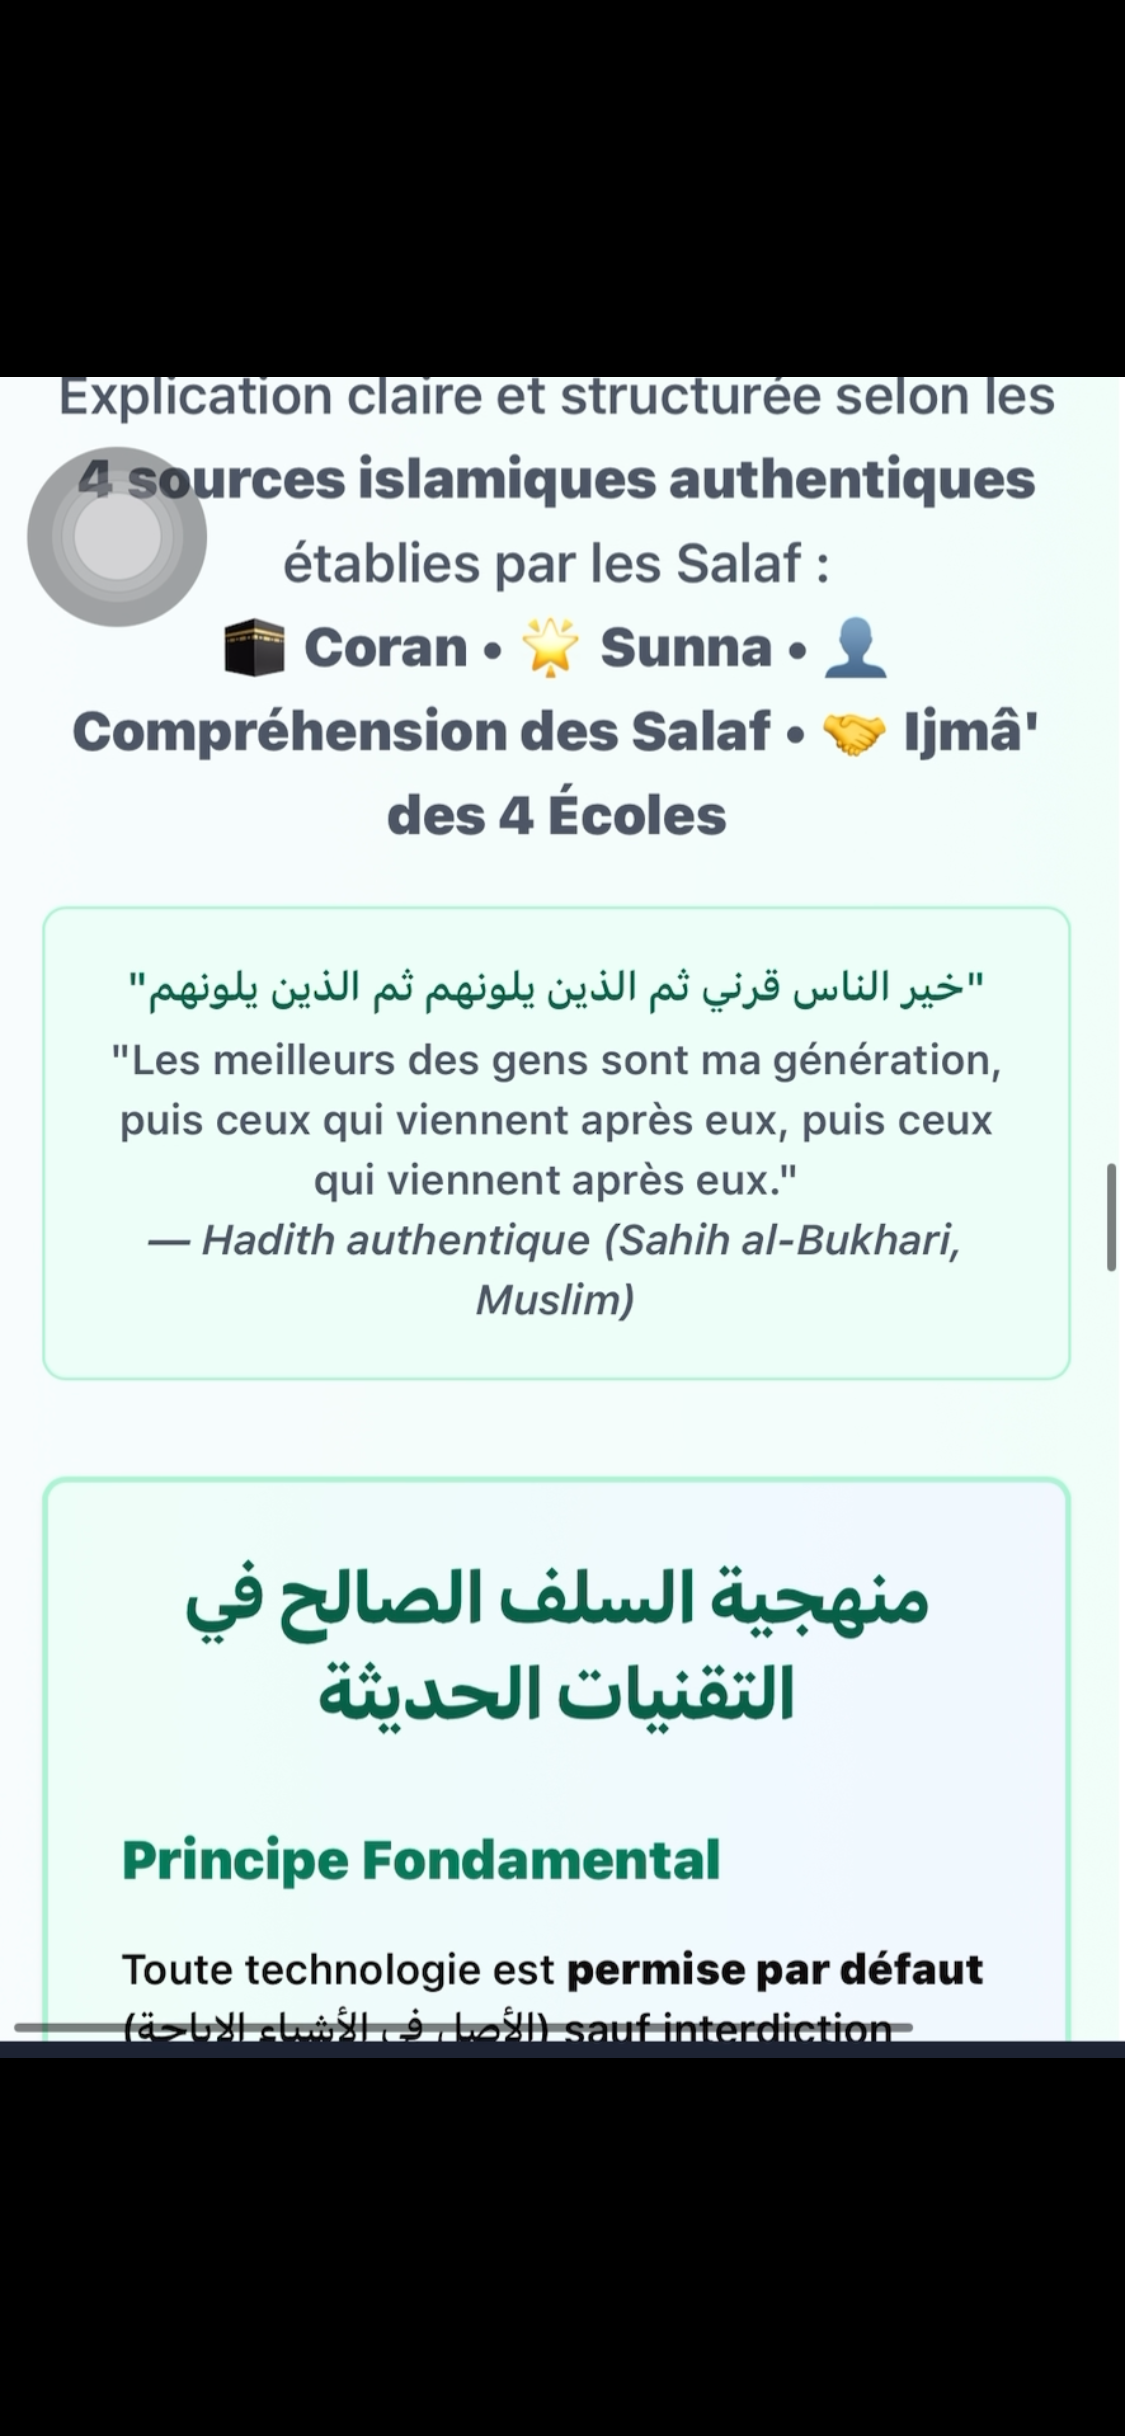 Explication claire et structurée selon les
4 sources islamiques authentiques
établies par les Salaf :
🕋 Coran • 🌟 Sunna • 👤
Compréhension des Salaf • 🤝 Ijmâ'
des 4 Écoles
"خير الناس قرني ثم الذين يلونهم ثم الذين يلونهم"
"Les meilleurs des gens sont ma génération,
puis ceux qui viennent après eux, puis ceux
qui viennent après eux."
— Hadith authentique (Sahih al-Bukhari,
Muslim)
منهجية السلف الصالح في
التقنيات الحديثة
Principe Fondamental
Toute technologie est permise par défaut
(الأصل في الأشياء الإباحة) sauf interdiction